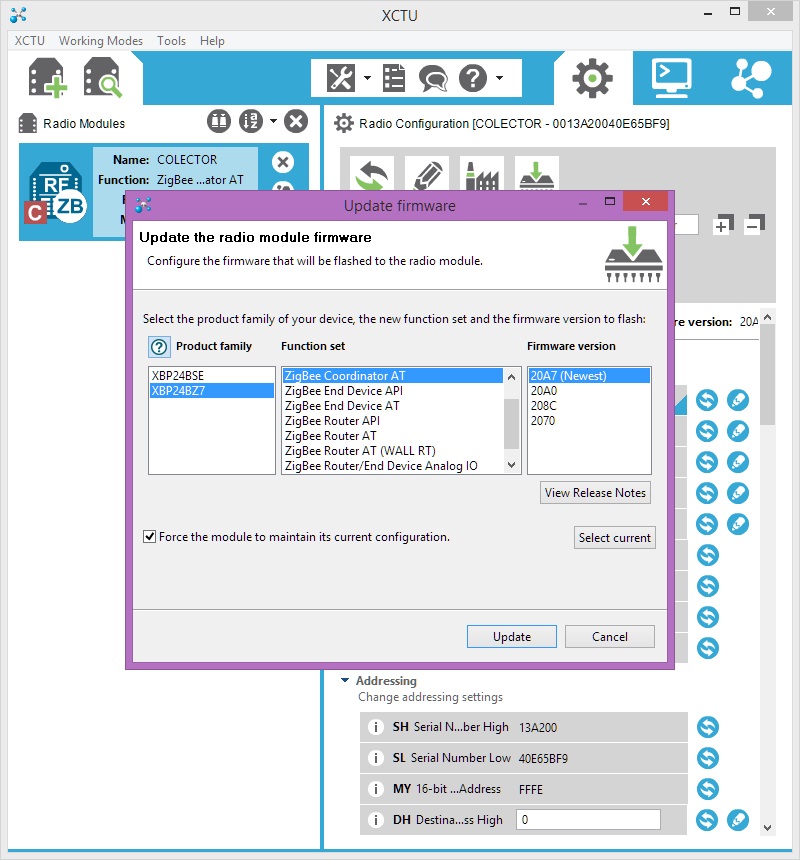 XCTU
XCTU Working Modes Tools Help
Radio Modules
Radio Configuration [COLECTOR - 0013A20040E65BF9]
Name: COLECTOR
Function: ZigBee ...ator AT
RF
C ZB
Update firmware
Update the radio module firmware
Configure the firmware that will be flashed to the radio module.
Select the product family of your device, the new function set and the firmware version to flash:
re version: 20A
Product family Function set Firmware version
XBP24BSE
XBP24BZ7
ZigBee Coordinator AT
ZigBee End Device API
ZigBee End Device AT
ZigBee Router API
ZigBee Router AT
ZigBee Router AT (WALL RT)
ZigBee Router/End Device Analog IO
20A7 (Newest)
20A0
208C
2070
View Release Notes
Force the module to maintain its current configuration.
Select current
Update Cancel
Addressing
Change addressing settings
i SH Serial N...ber High 13A200
i SL Serial Number Low 40E65BF9
i MY 16-bit ...Address FFFE
i DH Destina...ss High 0